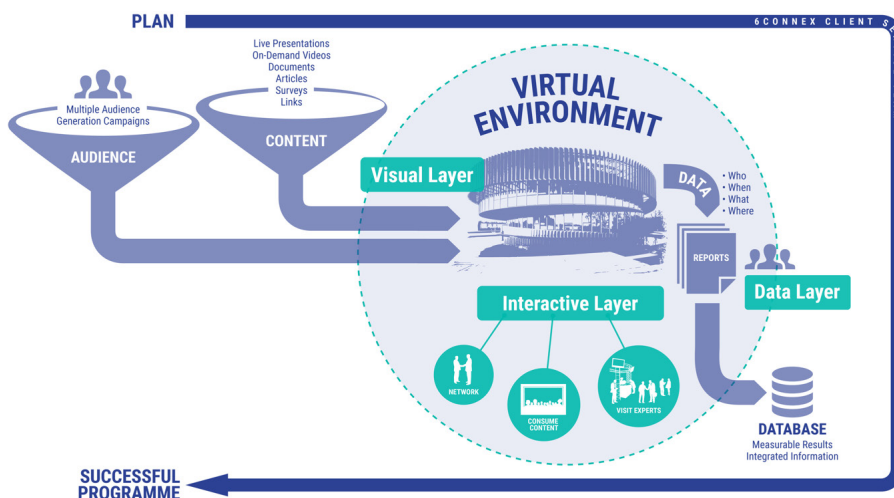 PLAN
6CONNEX CLIENT
Live Presentations
On-Demand Videos
Documents
Articles
Surveys
Links
Multiple Audience
Generation Campaigns
AUDIENCE
CONTENT
VIRTUAL
ENVIRONMENT
Visual Layer
DATA
• Who
• When
• What
• Where
REPORTS
Data Layer
Interactive Layer
NETWORK
CONSUME
CONTENT
VISIT EXPERTS
DATABASE
Measurable Results
Integrated Information
SUCCESSFUL
PROGRAMME